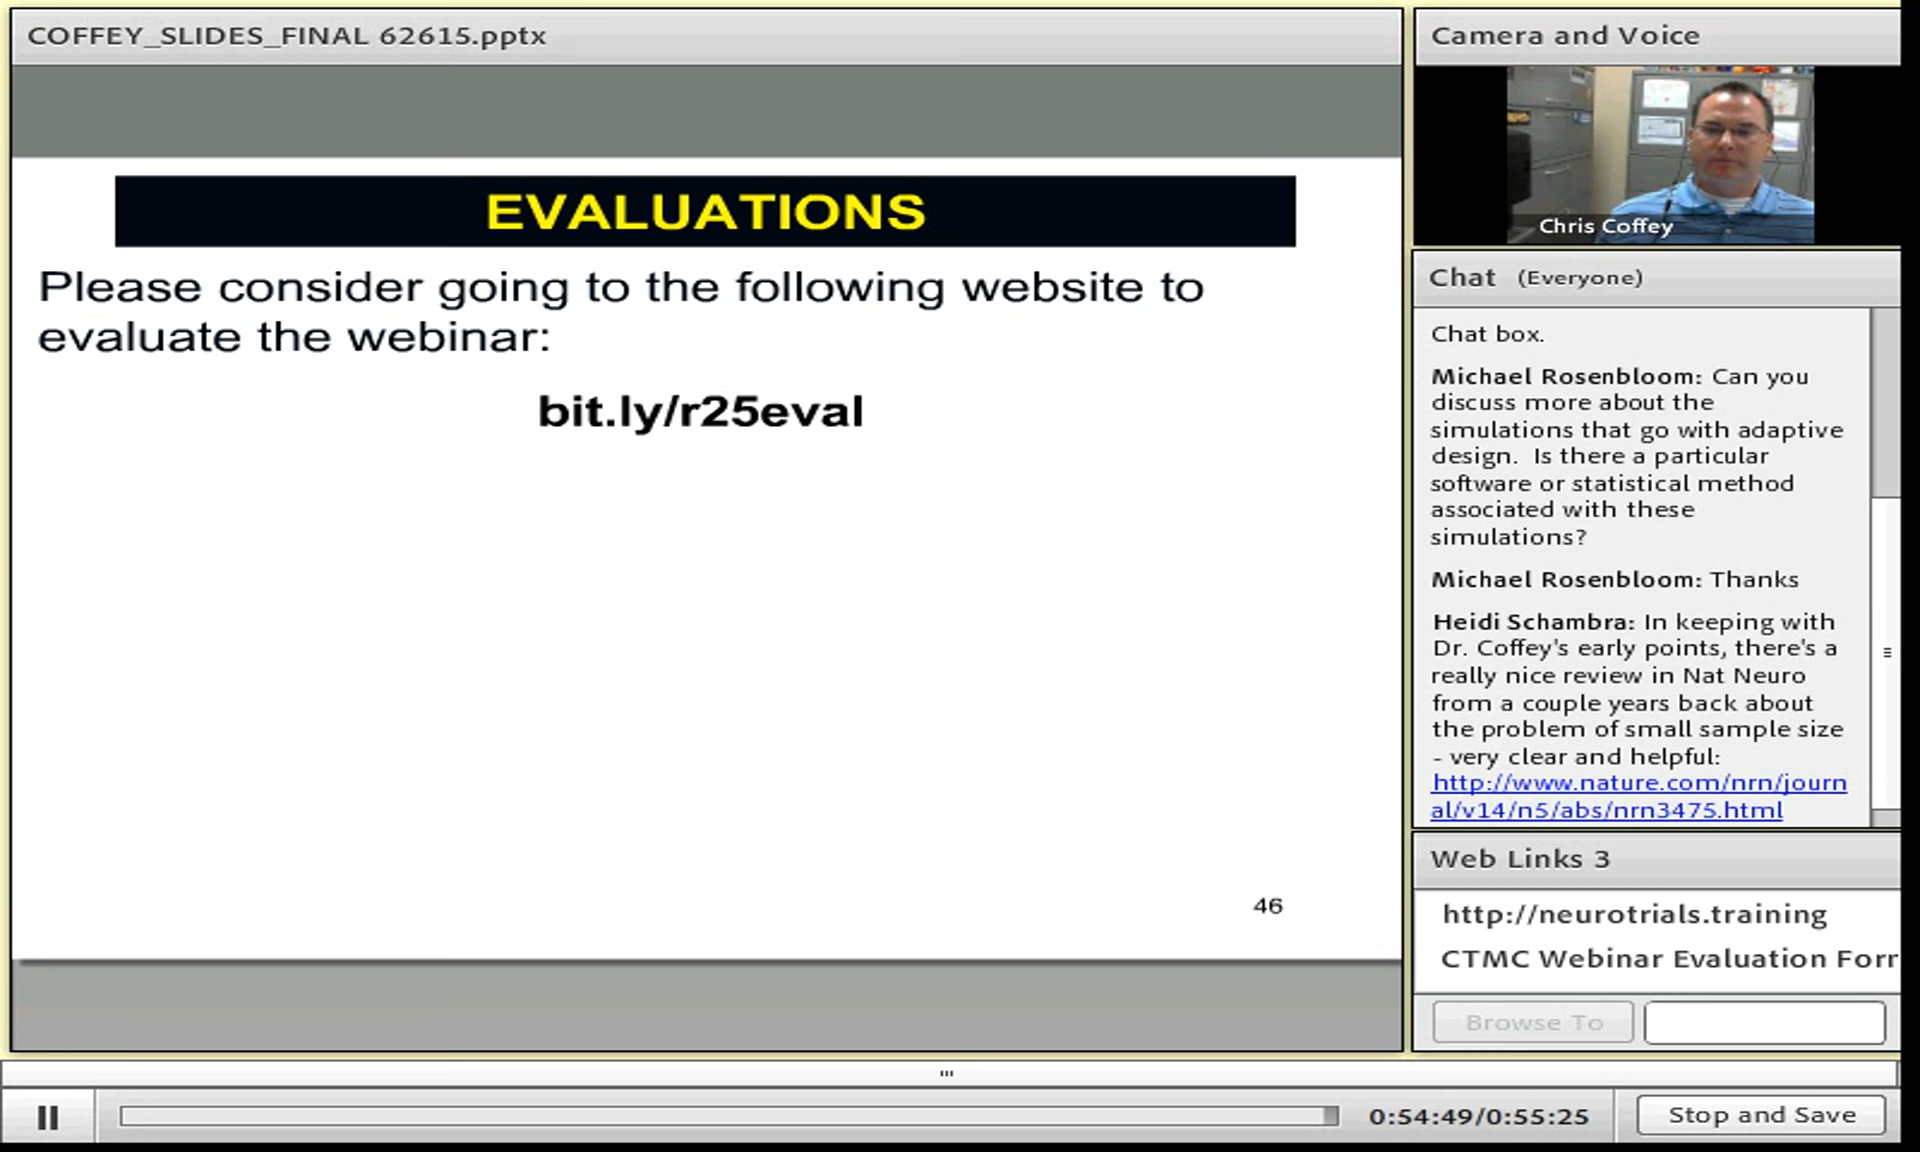 COFFEY_SLIDES_FINAL 62615.pptx
EVALUATIONS
Please consider going to the following website to
evaluate the webinar:
bit.ly/r25eval
46
Camera and Voice
Chris Coffey
Chat (Everyone)
Chat box.
Michael Rosenbloom: Can you
discuss more about the
simulations that go with adaptive
design. Is there a particular
software or statistical method
associated with these
simulations?
Michael Rosenbloom: Thanks
Heidi Schambra: In keeping with
Dr. Coffey's early points, there's a
really nice review in Nat Neuro
from a couple years back about
the problem of small sample size
- very clear and helpful:
http://www.nature.com/nrn/journ
al/v14/n5/abs/nrn3475.html
Web Links 3
http://neurotrials.training
CTMC Webinar Evaluation Forr
Browse To
0:54:49/0:55:25
Stop and Save